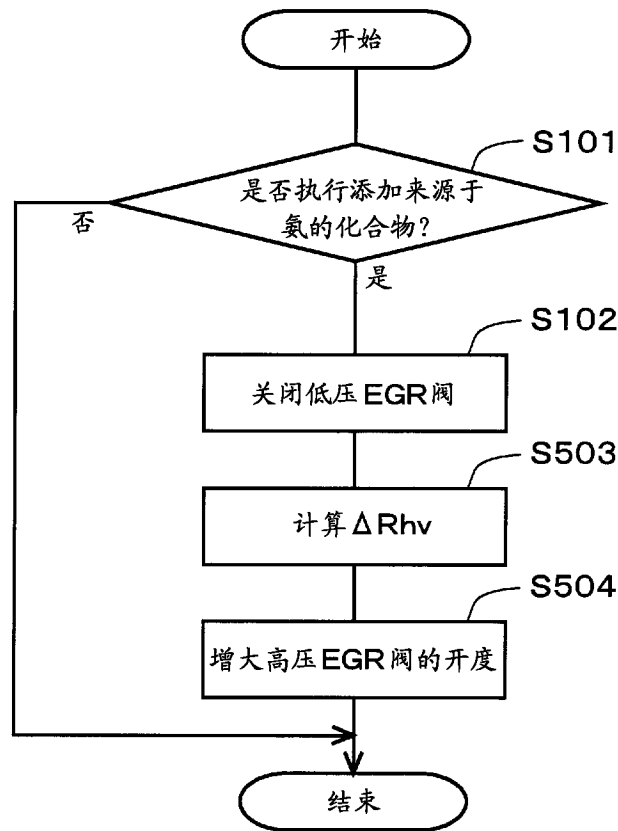 开始
S101
是否执行添加来源于
氨的化合物?
否
是
S102
关闭低压EGR阀
S503
计算ΔRhv
S504
增大高压EGR阀的开度
结束